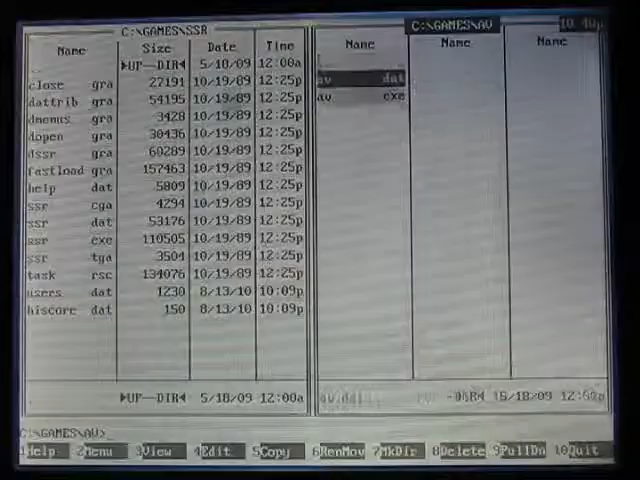 C:\GAMES\SSR
C:\GAMES\AV
10:40p
Name Size Date Time
Name Name Name
►UP--DIR◄ 5/18/09 12:00a
close gra 27191 10/19/89 12:25p
av dat
dattrib gra 54195 10/19/89 12:25p
av exe
dmenus gra 3428 10/19/89 12:25p
dopen gra 30436 10/19/89 12:25p
dssr gra 60289 10/19/89 12:25p
fastload gra 157463 10/19/89 12:25p
help dat 5809 10/19/89 12:25p
ssr cga 4294 10/19/89 12:25p
ssr dat 53176 10/19/89 12:25p
ssr exe 110505 10/19/89 12:25p
ssr tga 3504 10/19/89 12:25p
task rsc 134076 10/19/89 12:25p
users dat 1230 8/13/10 10:09p
hiscore dat 150 8/13/10 10:09p
►UP--DIR◄ 5/18/09 12:00a
C:\GAMES\AV>_
1Help 2Menu 3View 4Edit 5Copy 6RenMov 7MkDir 8Delete 9PullDn 10Quit